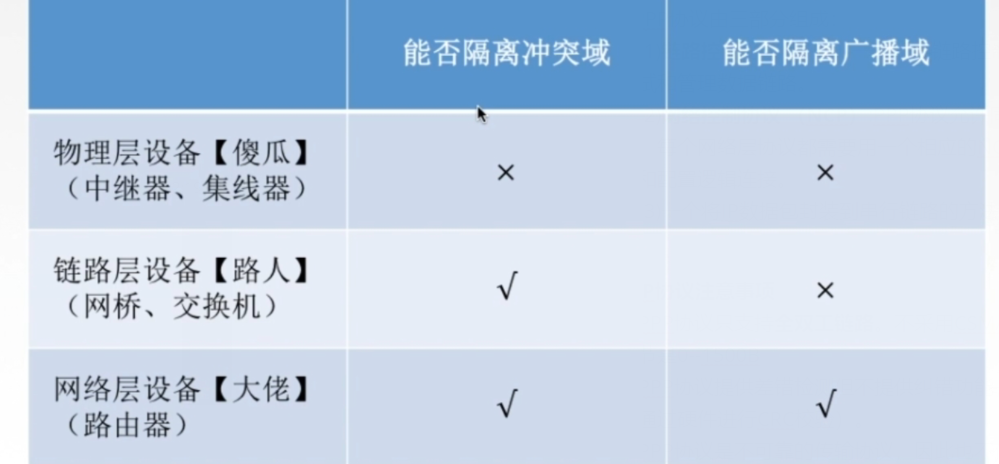 能否隔离冲突域
能否隔离广播域
物理层设备【傻瓜】
（中继器、集线器）
×
×
链路层设备【路人】
（网桥、交换机）
√
×
网络层设备【大佬】
（路由器）
√
√